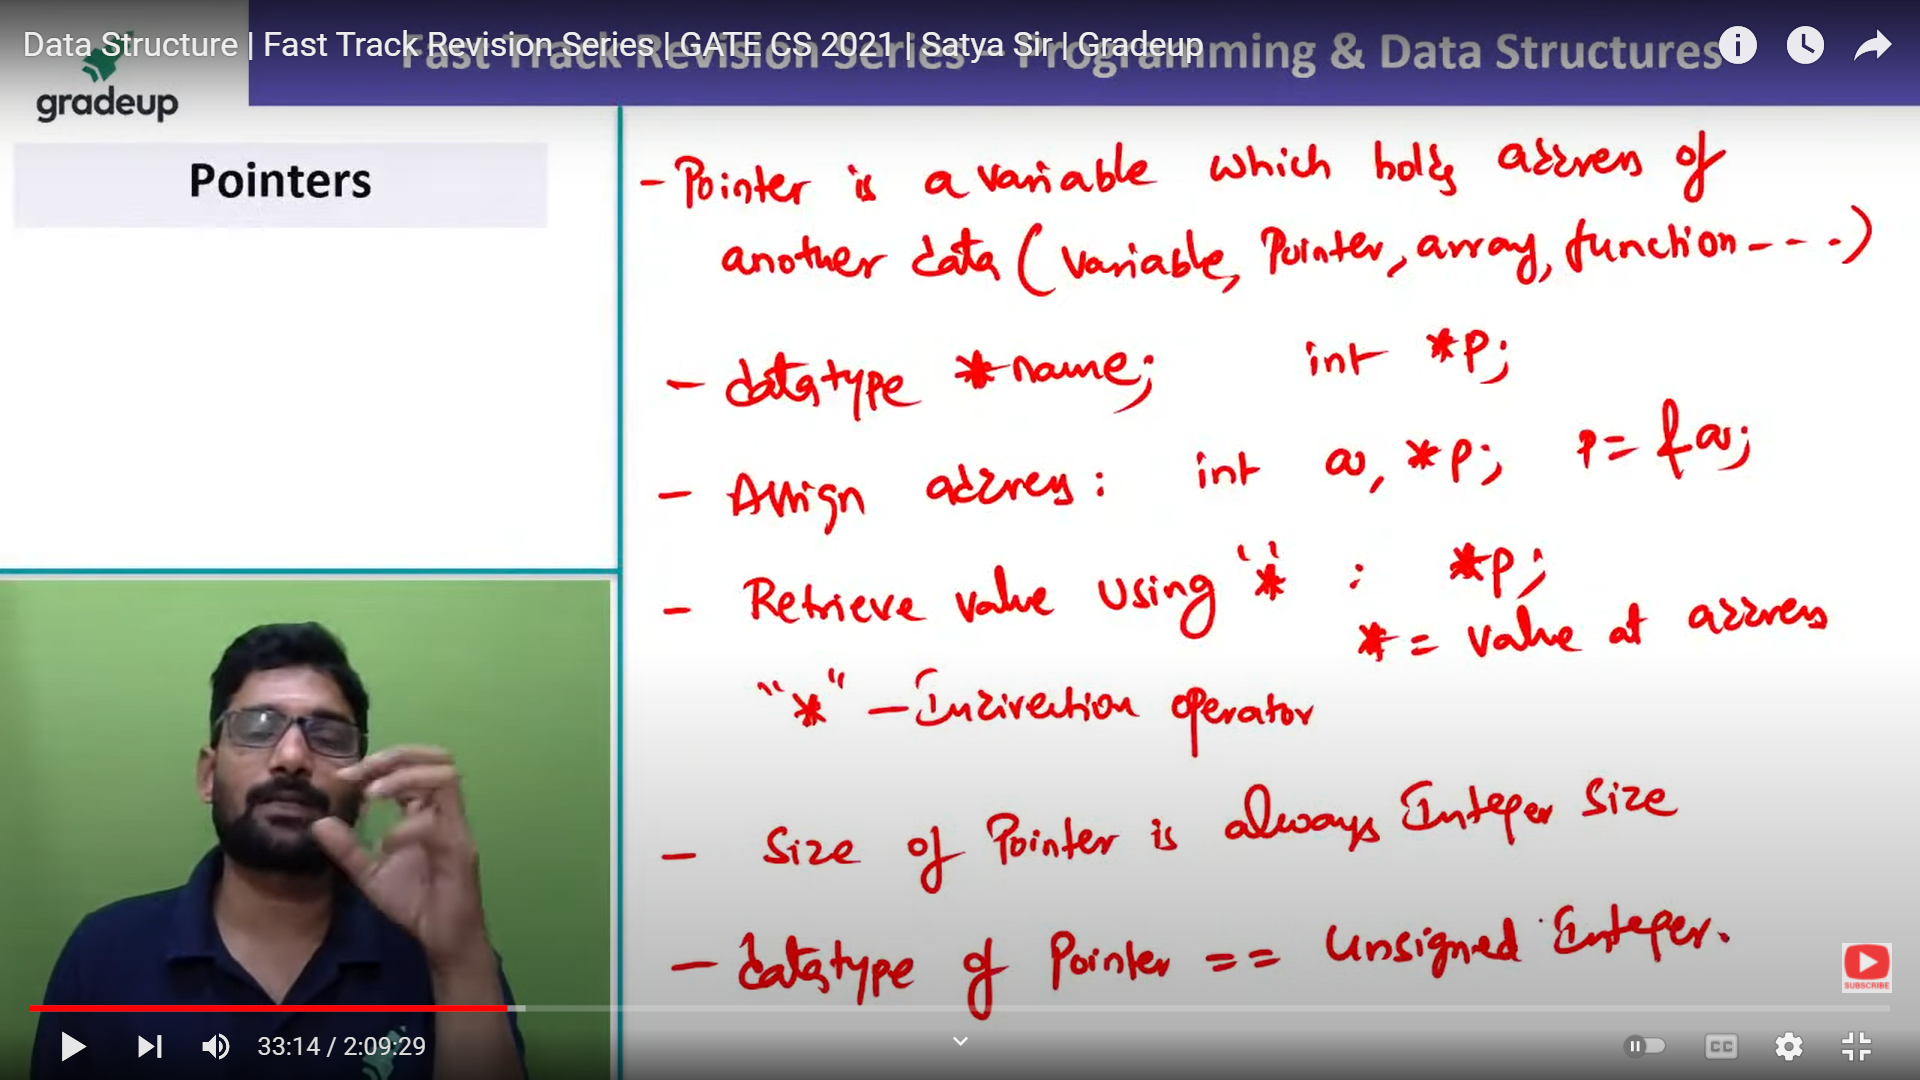 Data Structure | Fast Track Revision Series | GATE CS 2021 | Satya Sir | Gradeup
Fast Track Revision Series - Programming & Data Structures
gradeup
Pointers
- Pointer is a variable which holds address of
another data (variable, Pointer, array, function - - - -)
- datatype *name; int *p;
- Assign address : int a, *p; p = &a;
- Retrieve value using '*' : *p;
* = value at address
"*" - Indirection operator
- Size of Pointer is always Integer size
- datatype of Pointer == unsigned Integer.
SUBSCRIBE
33:14 / 2:09:29
CC